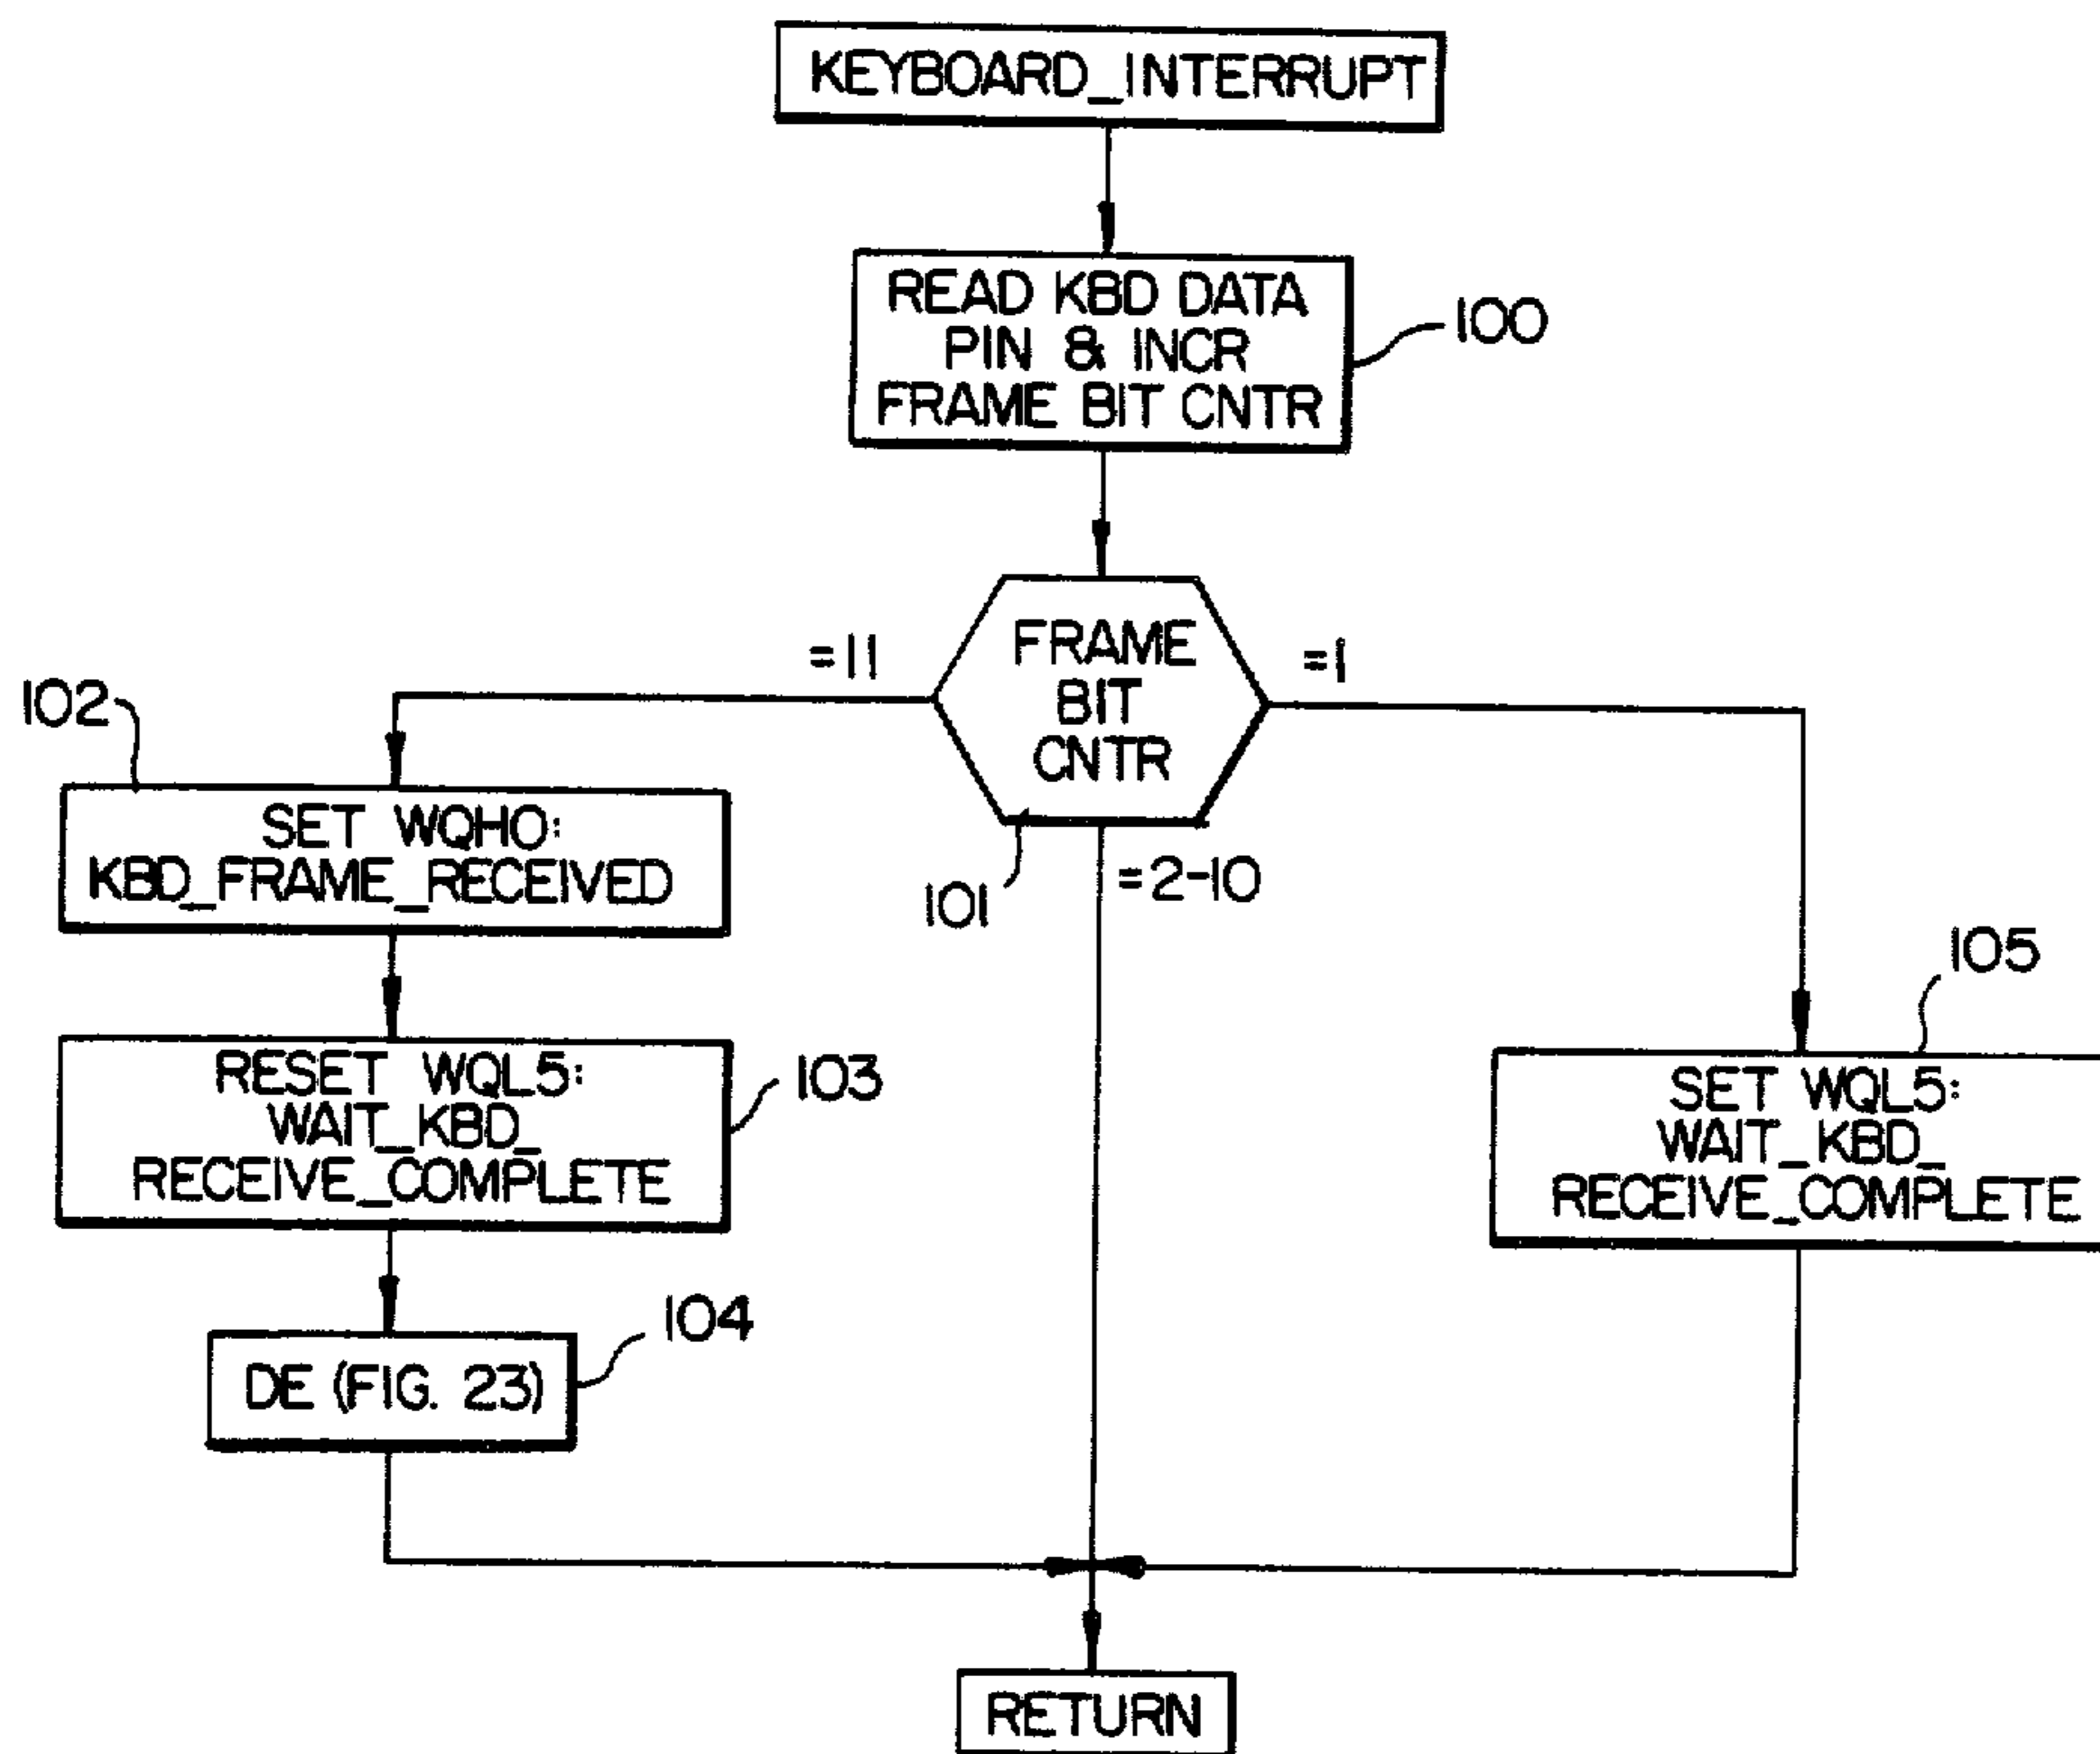 KEYBOARD_INTERRUPT
READ KBD DATA
PIN & INCR
FRAME BIT CNTR
100
FRAME
BIT
CNTR
=11
=1
=2-10
101
102
SET WQH0:
KBD_FRAME_RECEIVED
RESET WQL5:
WAIT_KBD_
RECEIVE_COMPLETE
103
105
SET WQL5:
WAIT_KBD_
RECEIVE_COMPLETE
104
DE (FIG. 23)
RETURN